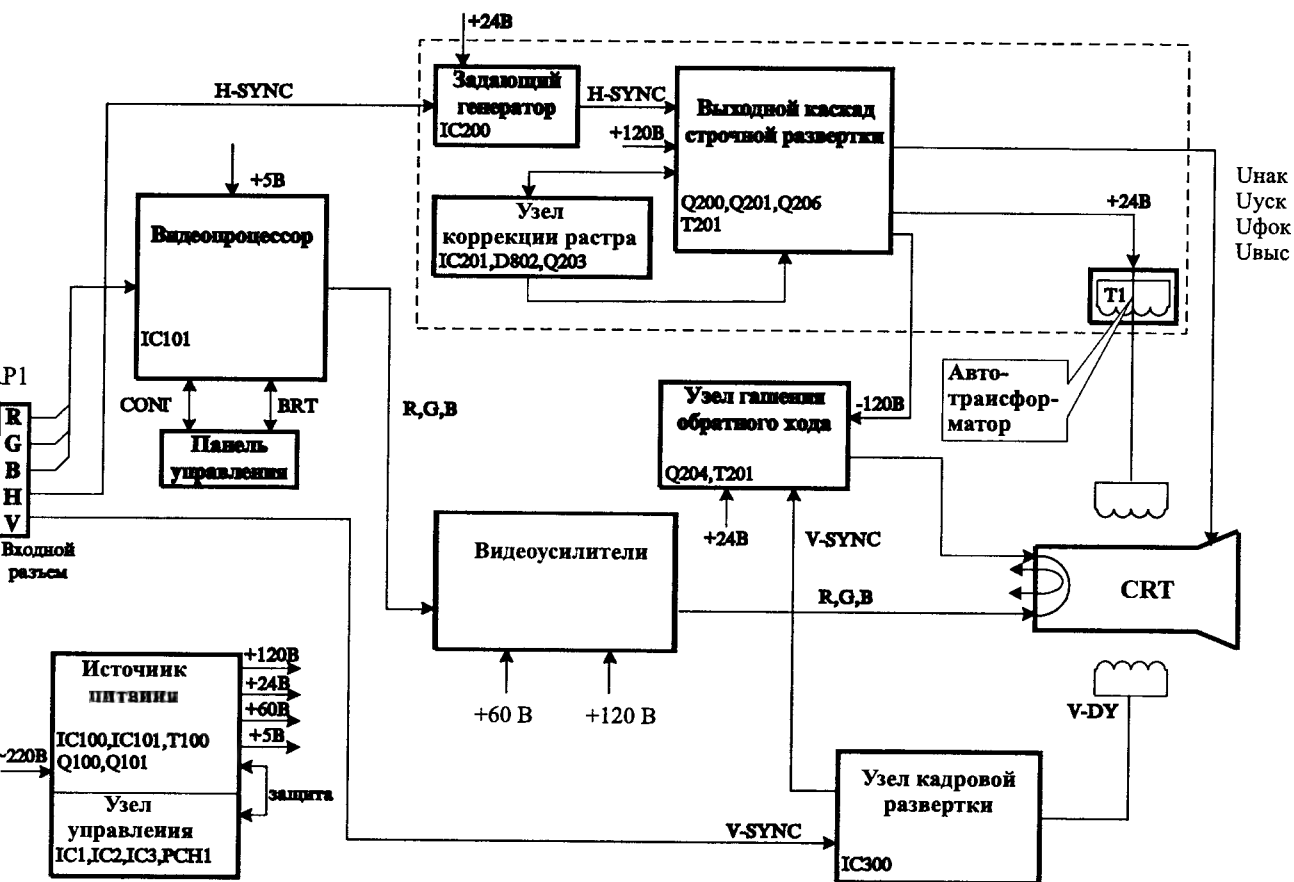 +24В
H-SYNC
Задающий
генератор
IC200
H-SYNC
+120В
Выходной каскад
строчной развертки
Q200,Q201,Q206
T201
Uнак
Uуск
Uфок
Uвыс
+24В
+5В
Видеопроцессор
IC101
Узел
коррекции растра
IC201,D802,Q203
T1
Авто-
трансфор-
матор
P1
R
G
B
H
V
Входной
разъем
CONT
BRT
Панель
управления
R,G,B
Узел гашения
обратного хода
Q204,T201
-120В
+24В
V-SYNC
Видеоусилители
+60 В
+120 В
R,G,B
CRT
V-DY
Источник
питания
IC100,IC101,T100
Q100,Q101
+120В
+24В
+60В
+5В
~220В
защита
Узел
управления
IC1,IC2,IC3,PCH1
V-SYNC
Узел кадровой
развертки
IC300